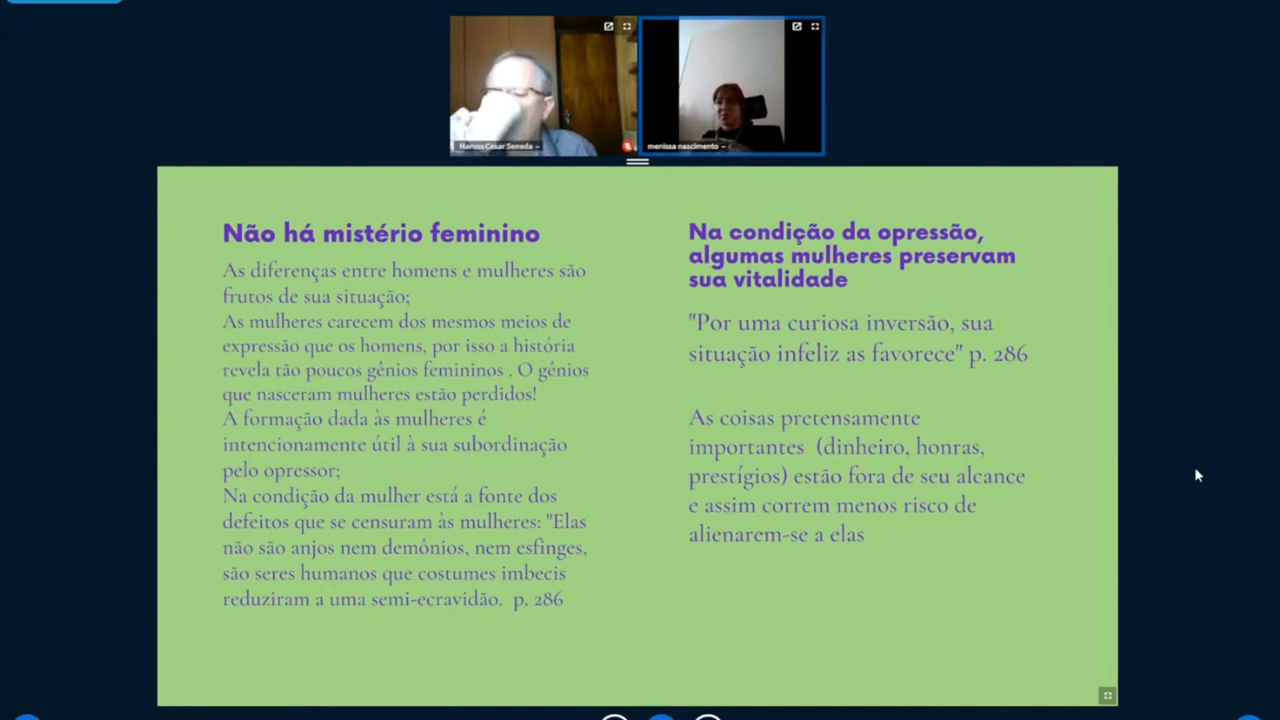 Marcos Cesar Seneda
menissa nascimento
Não há mistério feminino
As diferenças entre homens e mulheres são
frutos de sua situação;
As mulheres carecem dos mesmos meios de
expressão que os homens, por isso a história
revela tão poucos gênios femininos . O gênios
que nasceram mulheres estão perdidos!
A formação dada às mulheres é
intencionamente útil à sua subordinação
pelo opressor;
Na condição da mulher está a fonte dos
defeitos que se censuram às mulheres: "Elas
não são anjos nem demônios, nem esfinges,
são seres humanos que costumes imbecis
reduziram a uma semi-ecravidão. p. 286
Na condição da opressão,
algumas mulheres preservam
sua vitalidade
"Por uma curiosa inversão, sua
situação infeliz as favorece" p. 286
As coisas pretensamente
importantes (dinheiro, honras,
prestígios) estão fora de seu alcance
e assim correm menos risco de
alienarem-se a elas